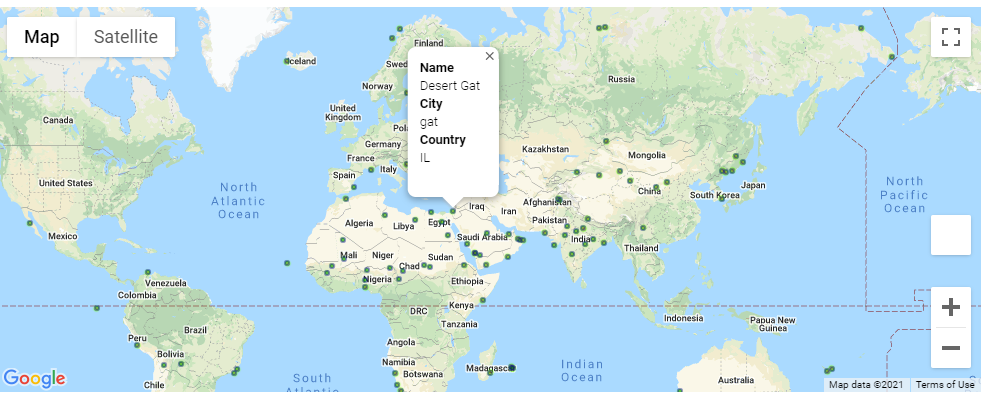 Map
Satellite
Name
Desert Gat
City
gat
Country
IL
Iceland
Finland
Swed
Norway
Russia
Canada
United
Kingdom
Pola
Germany
France
Italy
Spain
Kazakhstan
Mongolia
United States
North
Atlantic
Ocean
North
Pacific
Ocean
China
Japan
Afghanistan
Iraq
Iran
Pakistan
Algeria
Libya
Egypt
Saudi Arabia
India
Thailand
Mexico
Mali
Niger
Chad
Sudan
Nigeria
Ethiopia
Venezuela
Colombia
DRC
Kenya
Tanzania
Indonesia
Papua New
Guinea
Brazil
Peru
Bolivia
Chile
Angola
Namibia
Botswana
Madagascar
Indian
Ocean
South
Atlantic
Australia
Google
Map data ©2021
Terms of Use